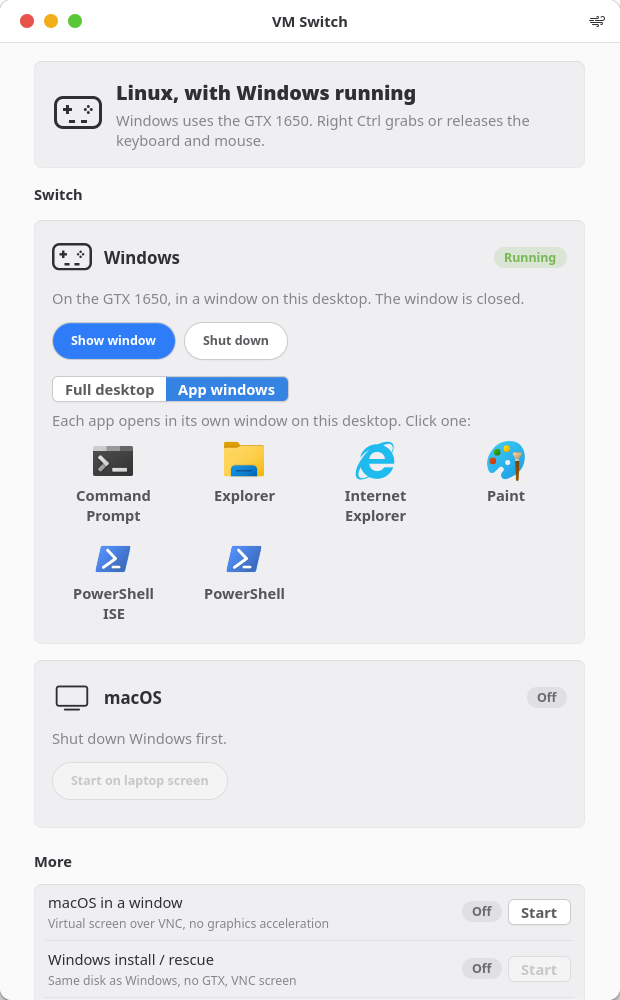 VM Switch
Linux, with Windows running
Windows uses the GTX 1650. Right Ctrl grabs or releases the
keyboard and mouse.
Switch
Windows
Running
On the GTX 1650, in a window on this desktop. The window is closed.
Show window
Shut down
Full desktop
App windows
Each app opens in its own window on this desktop. Click one:
Command
Prompt
Explorer
Internet
Explorer
Paint
PowerShell
ISE
PowerShell
macOS
Off
Shut down Windows first.
Start on laptop screen
More
macOS in a window
Virtual screen over VNC, no graphics acceleration
Off
Start
Windows install / rescue
Same disk as Windows, no GTX, VNC screen
Off
Start